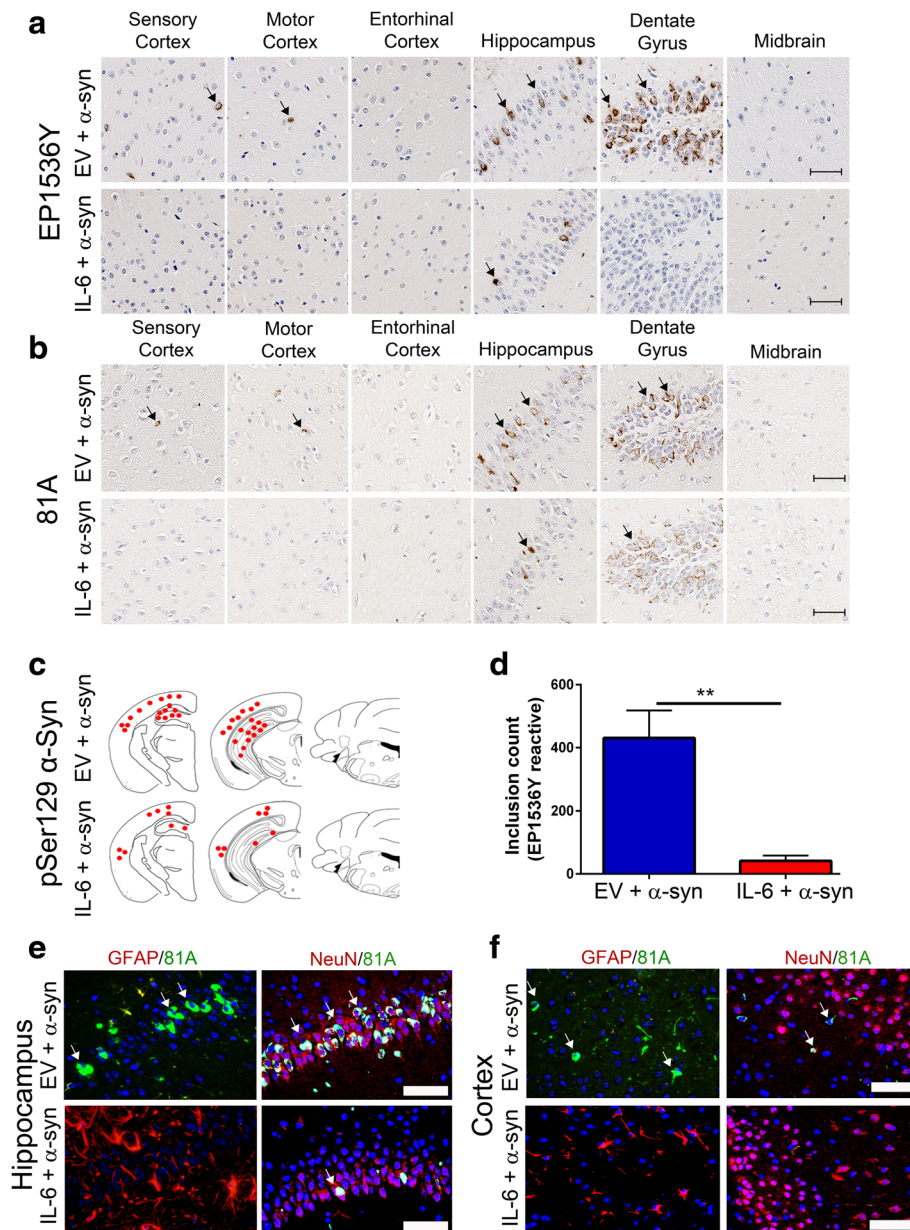 a
Sensory Cortex
Motor Cortex
Entorhinal Cortex
Hippocampus
Dentate Gyrus
Midbrain
EP1536Y
EV + α-syn
IL-6 + α-syn
b
Sensory Cortex
Motor Cortex
Entorhinal Cortex
Hippocampus
Dentate Gyrus
Midbrain
81A
EV + α-syn
IL-6 + α-syn
c
pSer129 α-Syn
EV + α-syn
IL-6 + α-syn
d
Inclusion count
(EP1536Y reactive)
600
400
200
0
**
EV + α-syn
IL-6 + α-syn
e
GFAP/81A
NeuN/81A
Hippocampus
EV + α-syn
IL-6 + α-syn
f
GFAP/81A
NeuN/81A
Cortex
EV + α-syn
IL-6 + α-syn